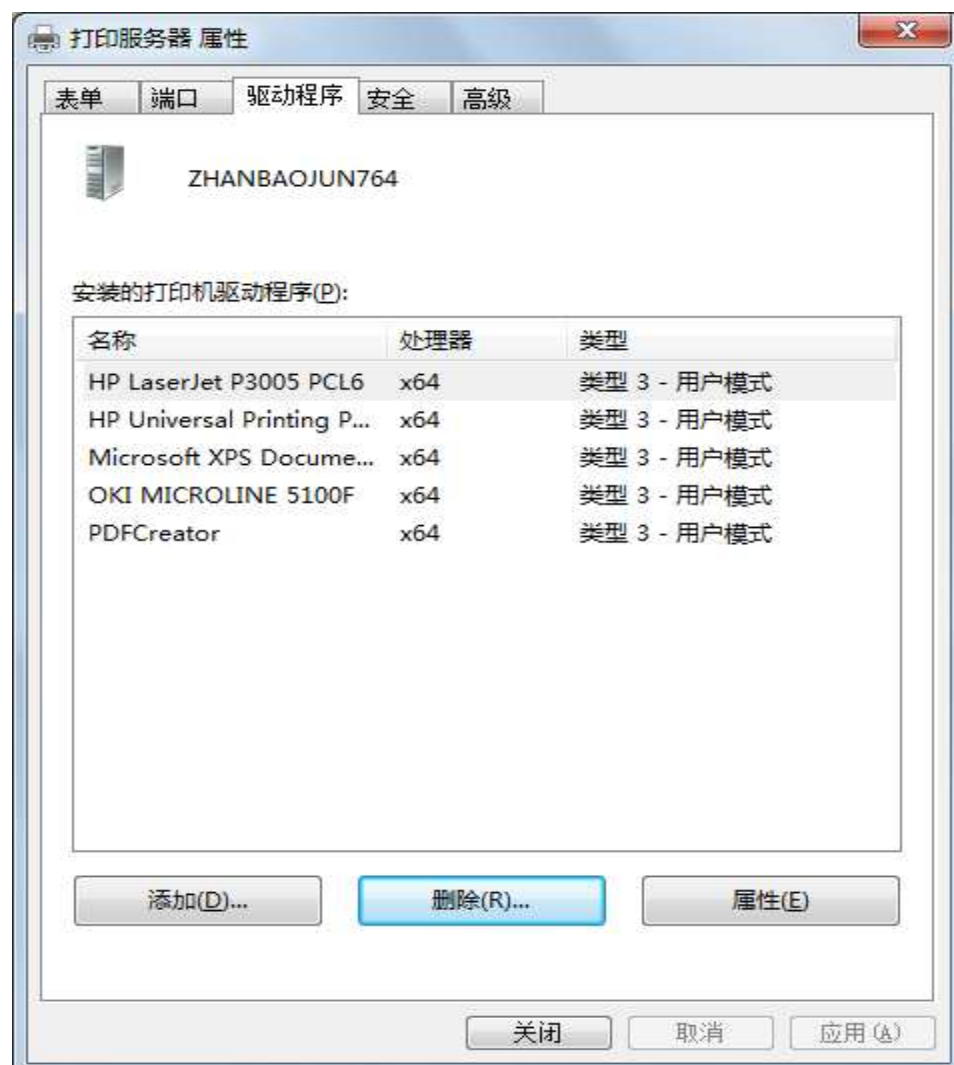 打印服务器 属性
表单 端口 驱动程序 安全 高级
ZHANBAOJUN764
安装的打印机驱动程序(P):
名称 处理器 类型
HP LaserJet P3005 PCL6 x64 类型 3 - 用户模式
HP Universal Printing P... x64 类型 3 - 用户模式
Microsoft XPS Docume... x64 类型 3 - 用户模式
OKI MICROLINE 5100F x64 类型 3 - 用户模式
PDFCreator x64 类型 3 - 用户模式
添加(D)... 删除(R)... 属性(E)
关闭 取消 应用(A)